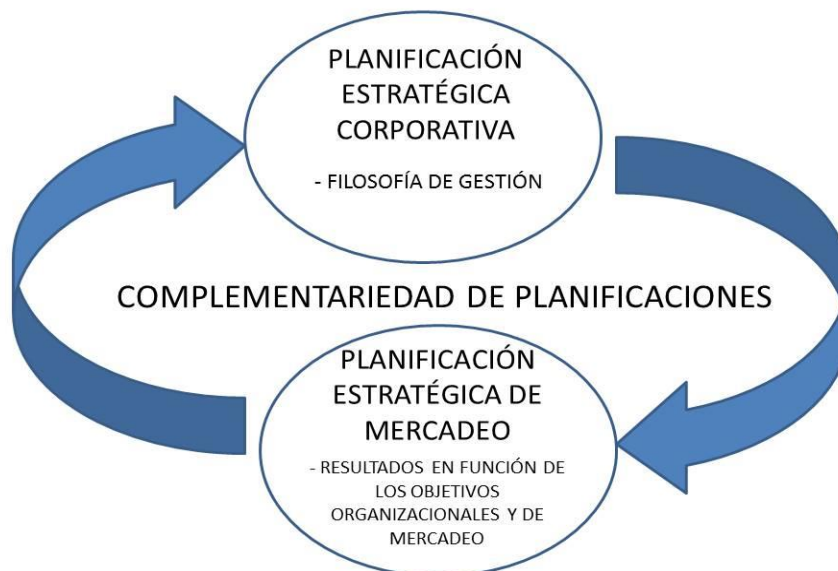 PLANIFICACIÓN
ESTRATÉGICA
CORPORATIVA
- FILOSOFÍA DE GESTIÓN
COMPLEMENTARIEDAD DE PLANIFICACIONES
PLANIFICACIÓN
ESTRATÉGICA DE
MERCADEO
- RESULTADOS EN FUNCIÓN DE
LOS OBJETIVOS
ORGANIZACIONALES Y DE
MERCADEO